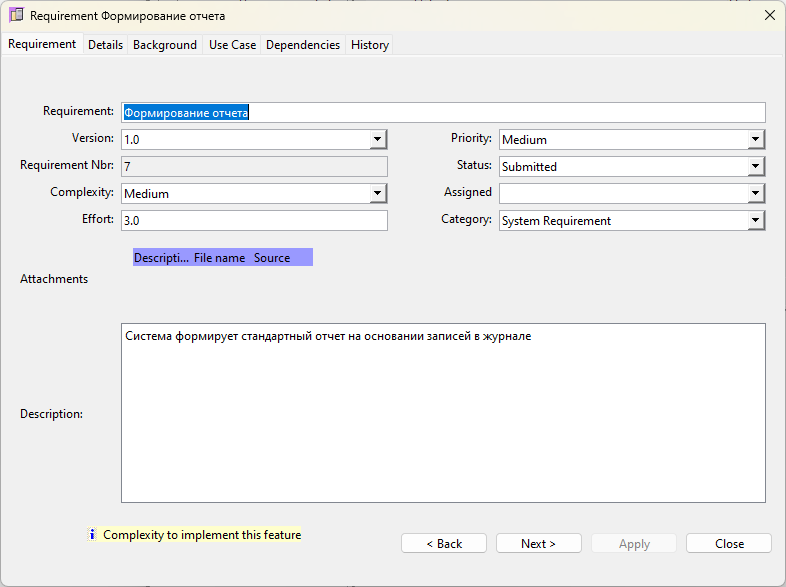 Requirement Формирование отчета
Requirement Details Background Use Case Dependencies History
Requirement: Формирование отчета
Version: 1.0 Priority: Medium
Requirement Nbr: 7 Status: Submitted
Complexity: Medium Assigned
Effort: 3.0 Category: System Requirement
Descripti... File name Source
Attachments
Система формирует стандартный отчет на основании записей в журнале
Description:
Complexity to implement this feature
< Back Next > Apply Close